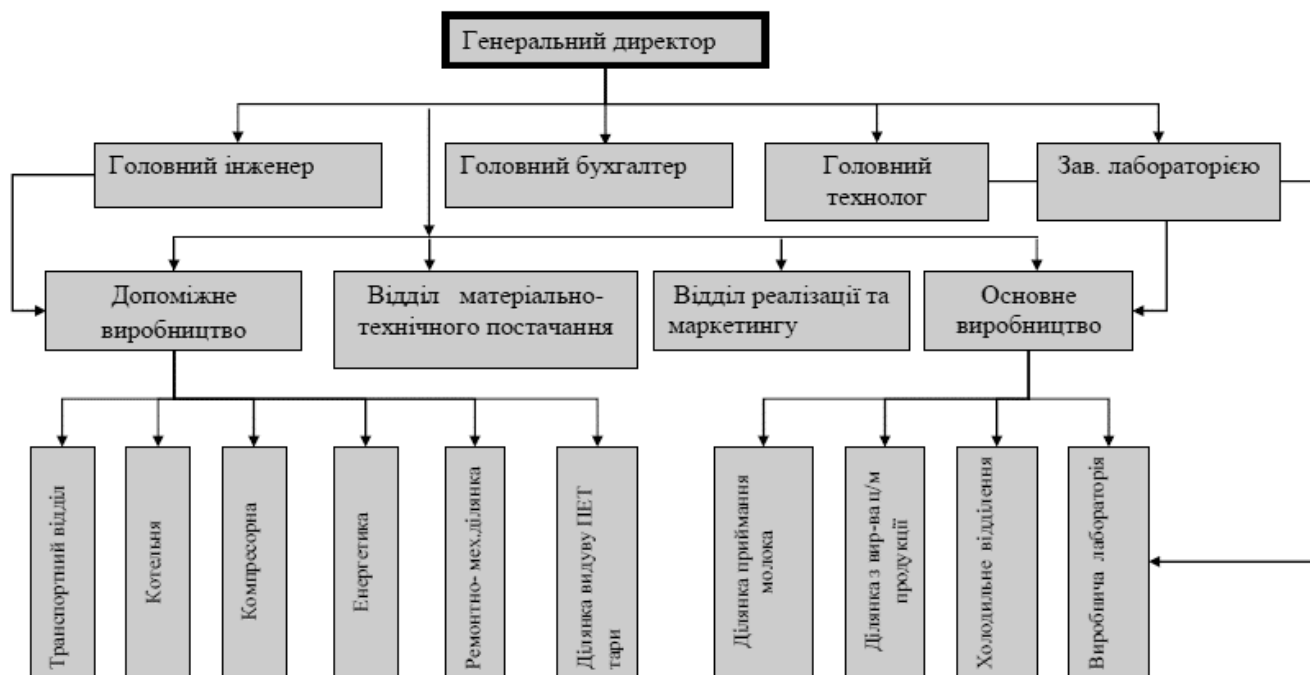 Генеральний директор
Головний інженер
Головний бухгалтер
Головний
технолог
Зав. лабораторією
Допоміжне
виробництво
Відділ матеріально-
технічного постачання
Відділ реалізації та
маркетингу
Основне
виробництво
Транспортний відділ
Котельня
Компресорна
Енергетика
Ремонтно- мех.ділянка
Ділянка видуву ПЕТ
тари
Ділянка приймання
молока
Ділянка з вир-ва ц/м
продукції
Холодильне відділення
Виробнича лабораторія